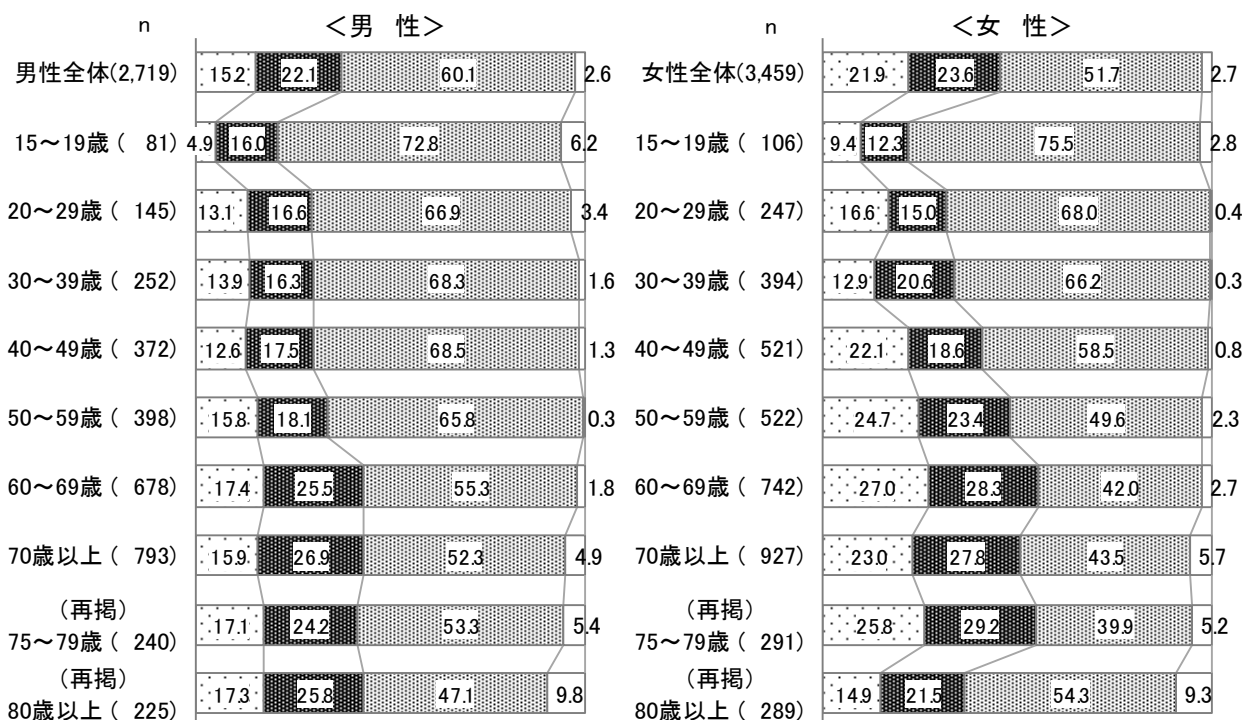 n ＜男　性＞
男性全体(2,719) 15.2 22.1 60.1 2.6
15～19歳（ 81) 4.9 16.0 72.8 6.2
20～29歳（ 145) 13.1 16.6 66.9 3.4
30～39歳（ 252) 13.9 16.3 68.3 1.6
40～49歳（ 372) 12.6 17.5 68.5 1.3
50～59歳（ 398) 15.8 18.1 65.8 0.3
60～69歳（ 678) 17.4 25.5 55.3 1.8
70歳以上（ 793) 15.9 26.9 52.3 4.9
（再掲）
75～79歳（ 240) 17.1 24.2 53.3 5.4
（再掲）
80歳以上（ 225) 17.3 25.8 47.1 9.8
n ＜女　性＞
女性全体(3,459) 21.9 23.6 51.7 2.7
15～19歳（ 106) 9.4 12.3 75.5 2.8
20～29歳（ 247) 16.6 15.0 68.0 0.4
30～39歳（ 394) 12.9 20.6 66.2 0.3
40～49歳（ 521) 22.1 18.6 58.5 0.8
50～59歳（ 522) 24.7 23.4 49.6 2.3
60～69歳（ 742) 27.0 28.3 42.0 2.7
70歳以上（ 927) 23.0 27.8 43.5 5.7
（再掲）
75～79歳（ 291) 25.8 29.2 39.9 5.2
（再掲）
80歳以上（ 289) 14.9 21.5 54.3 9.3